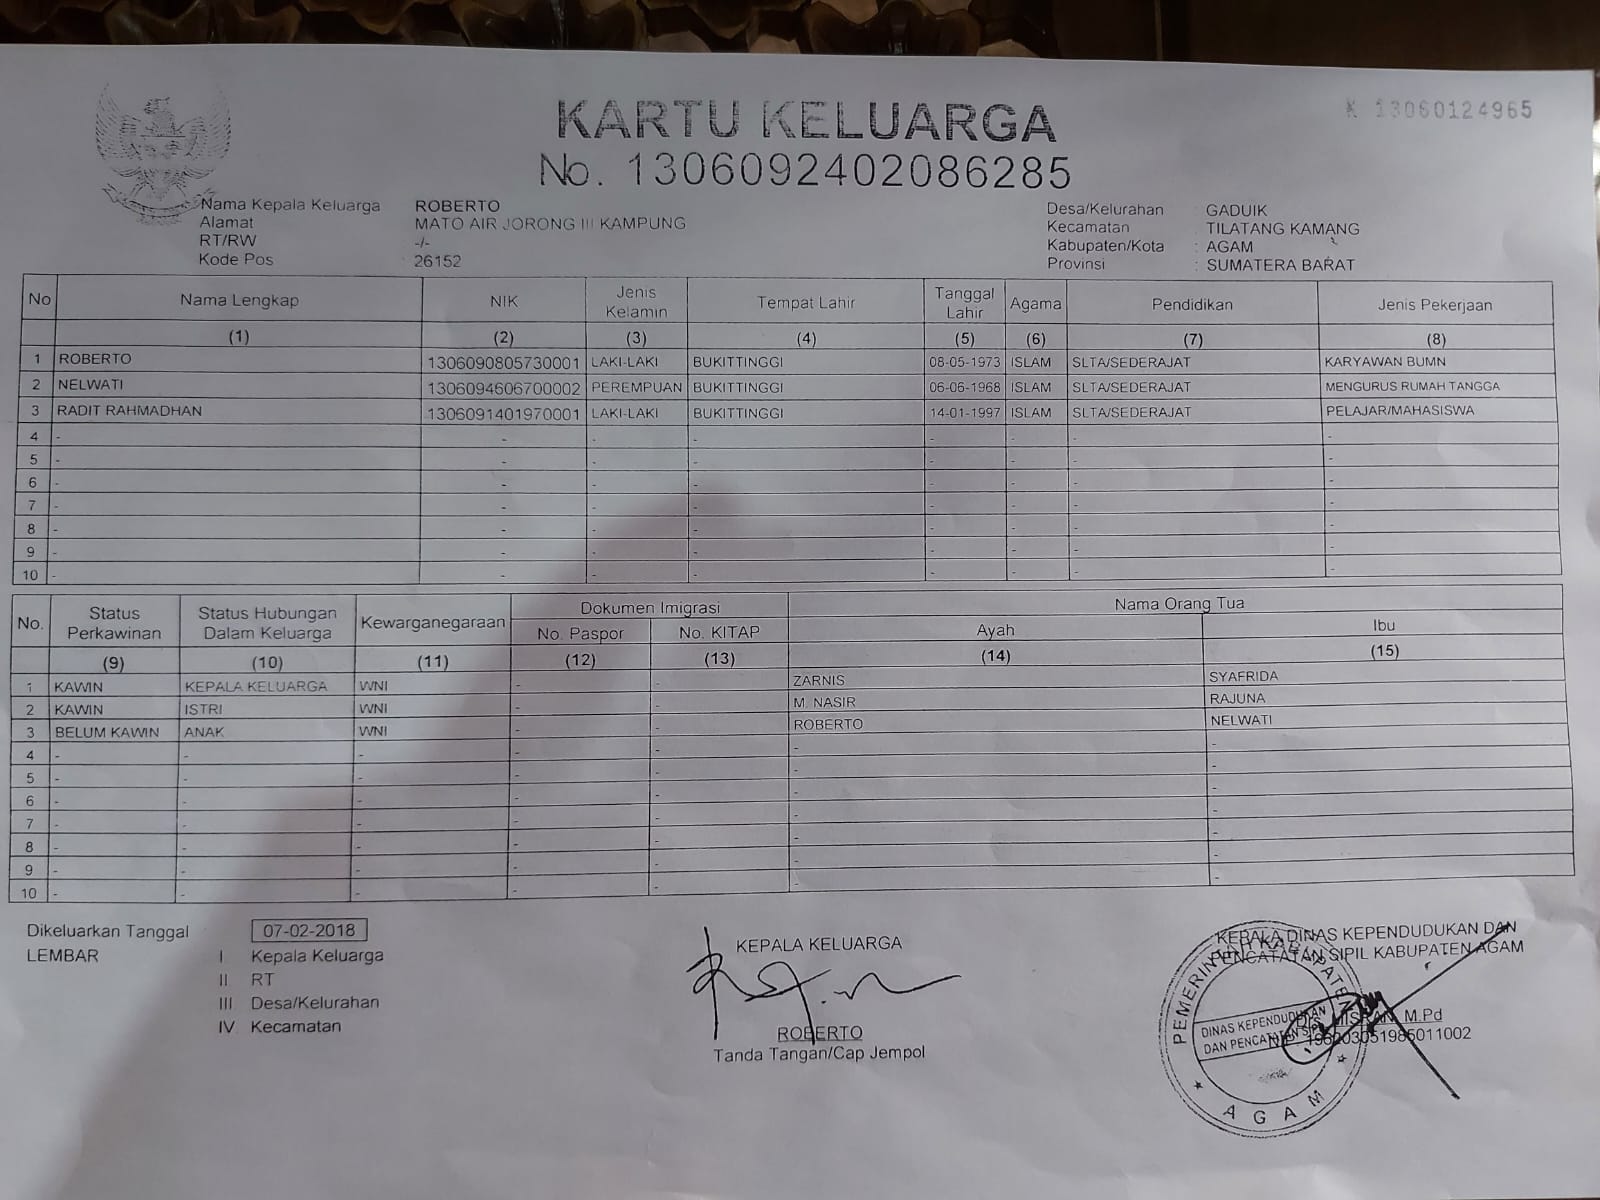 K 13060124965
KARTU KELUARGA
No. 1306092402086285
Nama Kepala Keluarga ROBERTO
Alamat MATO AIR JORONG III KAMPUNG
RT/RW -/-
Kode Pos : 26152
Desa/Kelurahan : GADUIK
Kecamatan : TILATANG KAMANG
Kabupaten/Kota : AGAM
Provinsi : SUMATERA BARAT
No Nama Lengkap NIK Jenis Kelamin Tempat Lahir Tanggal Lahir Agama Pendidikan Jenis Pekerjaan
(1) (2) (3) (4) (5) (6) (7) (8)
1 ROBERTO 1306090805730001 LAKI-LAKI BUKITTINGGI 08-05-1973 ISLAM SLTA/SEDERAJAT KARYAWAN BUMN
2 NELWATI 1306094606700002 PEREMPUAN BUKITTINGGI 06-06-1968 ISLAM SLTA/SEDERAJAT MENGURUS RUMAH TANGGA
3 RADIT RAHMADHAN 1306091401970001 LAKI-LAKI BUKITTINGGI 14-01-1997 ISLAM SLTA/SEDERAJAT PELAJAR/MAHASISWA
4 - - - - - - - -
5 - - - - - - - -
6 - - - - - - - -
7 - - - - - - - -
8 - - - - - - - -
9 - - - - - - - -
10 - - - - - - - -
No. Status Perkawinan Status Hubungan Dalam Keluarga Kewarganegaraan Dokumen Imigrasi Nama Orang Tua
No. Paspor No. KITAP Ayah Ibu
(9) (10) (11) (12) (13) (14) (15)
1 KAWIN KEPALA KELUARGA WNI - - ZARNIS SYAFRIDA
2 KAWIN ISTRI WNI - - M. NASIR RAJUNA
3 BELUM KAWIN ANAK WNI - - ROBERTO NELWATI
4 - - - - - - -
5 - - - - - - -
6 - - - - - - -
7 - - - - - - -
8 - - - - - - -
9 - - - - - - -
10 - - - - - - -
Dikeluarkan Tanggal 07-02-2018
LEMBAR I Kepala Keluarga
II RT
III Desa/Kelurahan
IV Kecamatan
KEPALA KELUARGA
ROBERTO
Tanda Tangan/Cap Jempol
KEPALA DINAS KEPENDUDUKAN DAN
PENCATATAN SIPIL KABUPATEN AGAM
PEMERINTAH KABUPATEN
DINAS KEPENDUDUKAN
DAN PENCATATAN SIPIL
AGAM
Drs. MISRAN, M.Pd